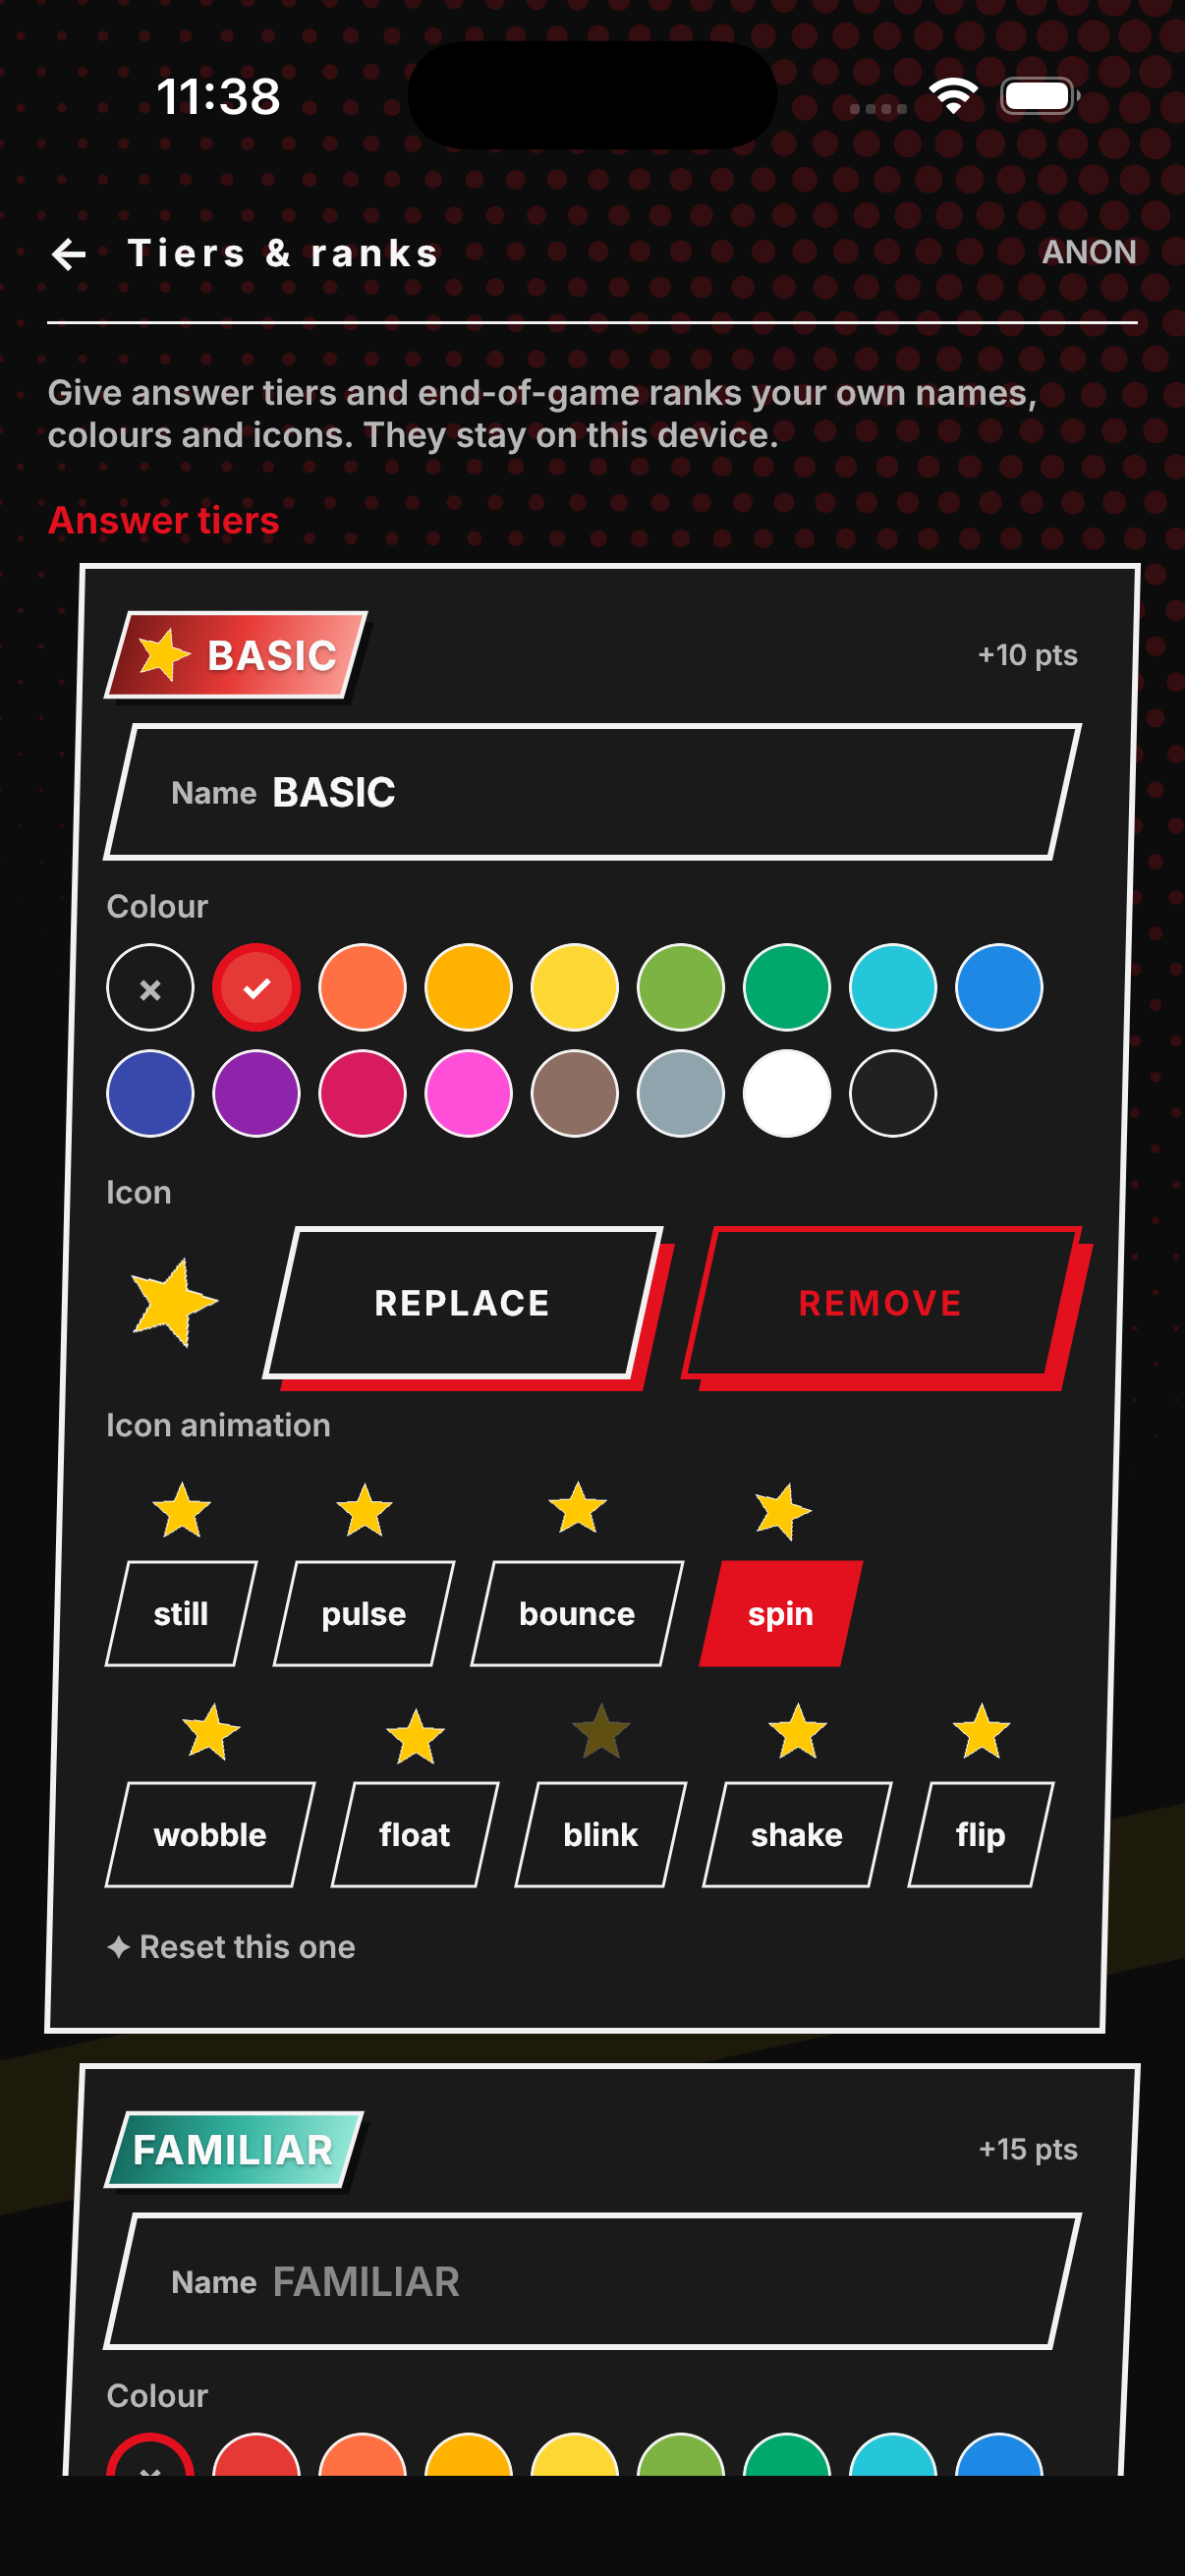 11:38
Tiers & ranks
ANON
Give answer tiers and end-of-game ranks your own names,
colours and icons. They stay on this device.
Answer tiers
BASIC
+10 pts
Name BASIC
Colour
Icon
REPLACE
REMOVE
Icon animation
still
pulse
bounce
spin
wobble
float
blink
shake
flip
Reset this one
FAMILIAR
+15 pts
Name FAMILIAR
Colour